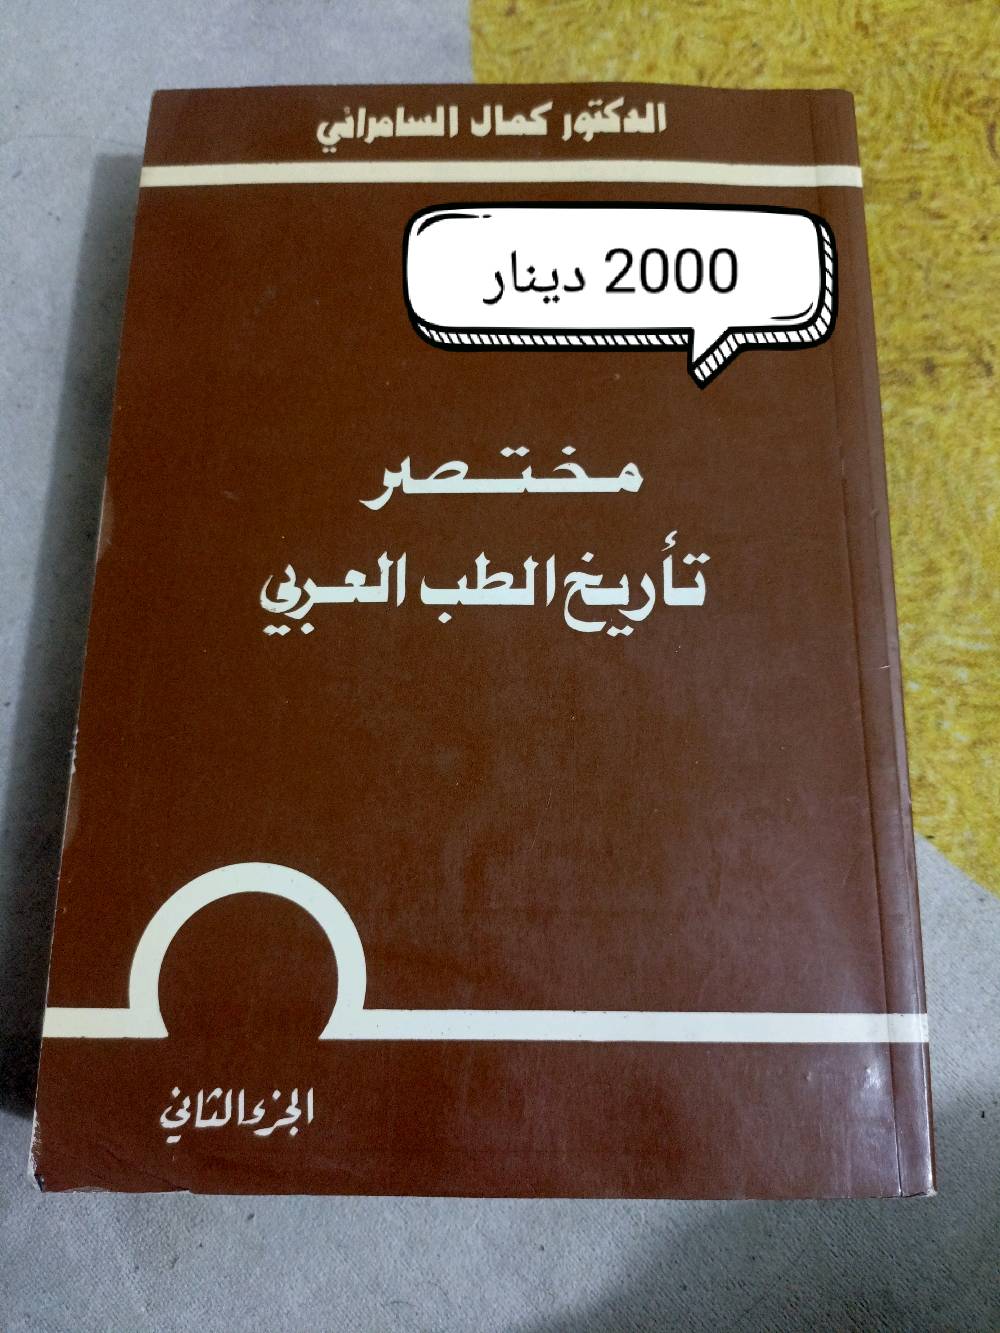 الدكتور كمال السامرائي
2000 دينار
مختصر
تأريخ الطب العربي
الجزء الثاني